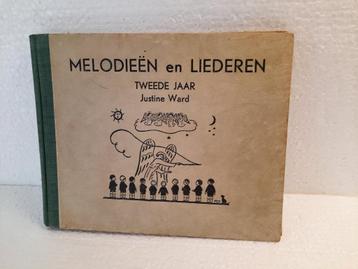 MELODIEËN en LIEDEREN
TWEEDE JAAR
Justine Ward